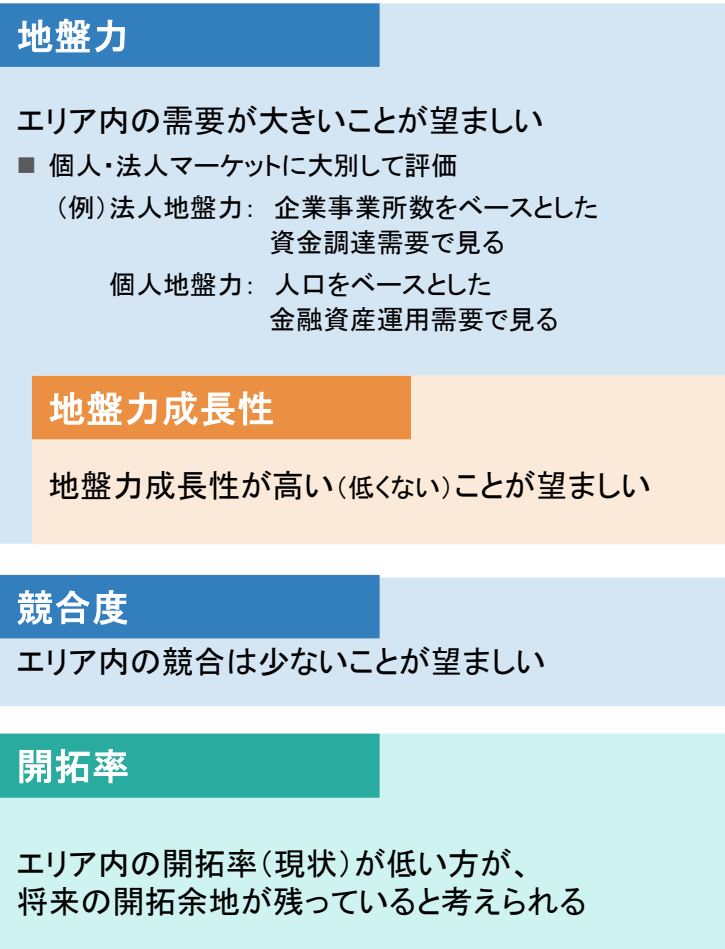 地盤力
エリア内の需要が大きいことが望ましい
■ 個人・法人マーケットに大別して評価
（例）法人地盤力： 企業事業所数をベースとした
資金調達需要で見る
個人地盤力： 人口をベースとした
金融資産運用需要で見る
地盤力成長性
地盤力成長性が高い（低くない）ことが望ましい
競合度
エリア内の競合は少ないことが望ましい
開拓率
エリア内の開拓率（現状）が低い方が、
将来の開拓余地が残っていると考えられる